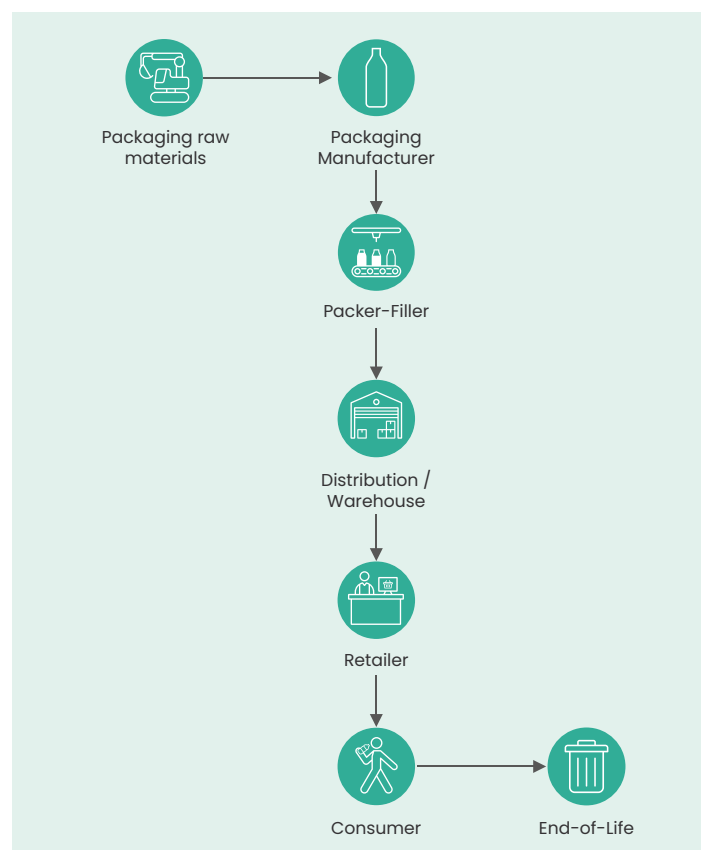 Packaging raw
materials
Packaging
Manufacturer
Packer-Filler
Distribution /
Warehouse
Retailer
Consumer
End-of-Life